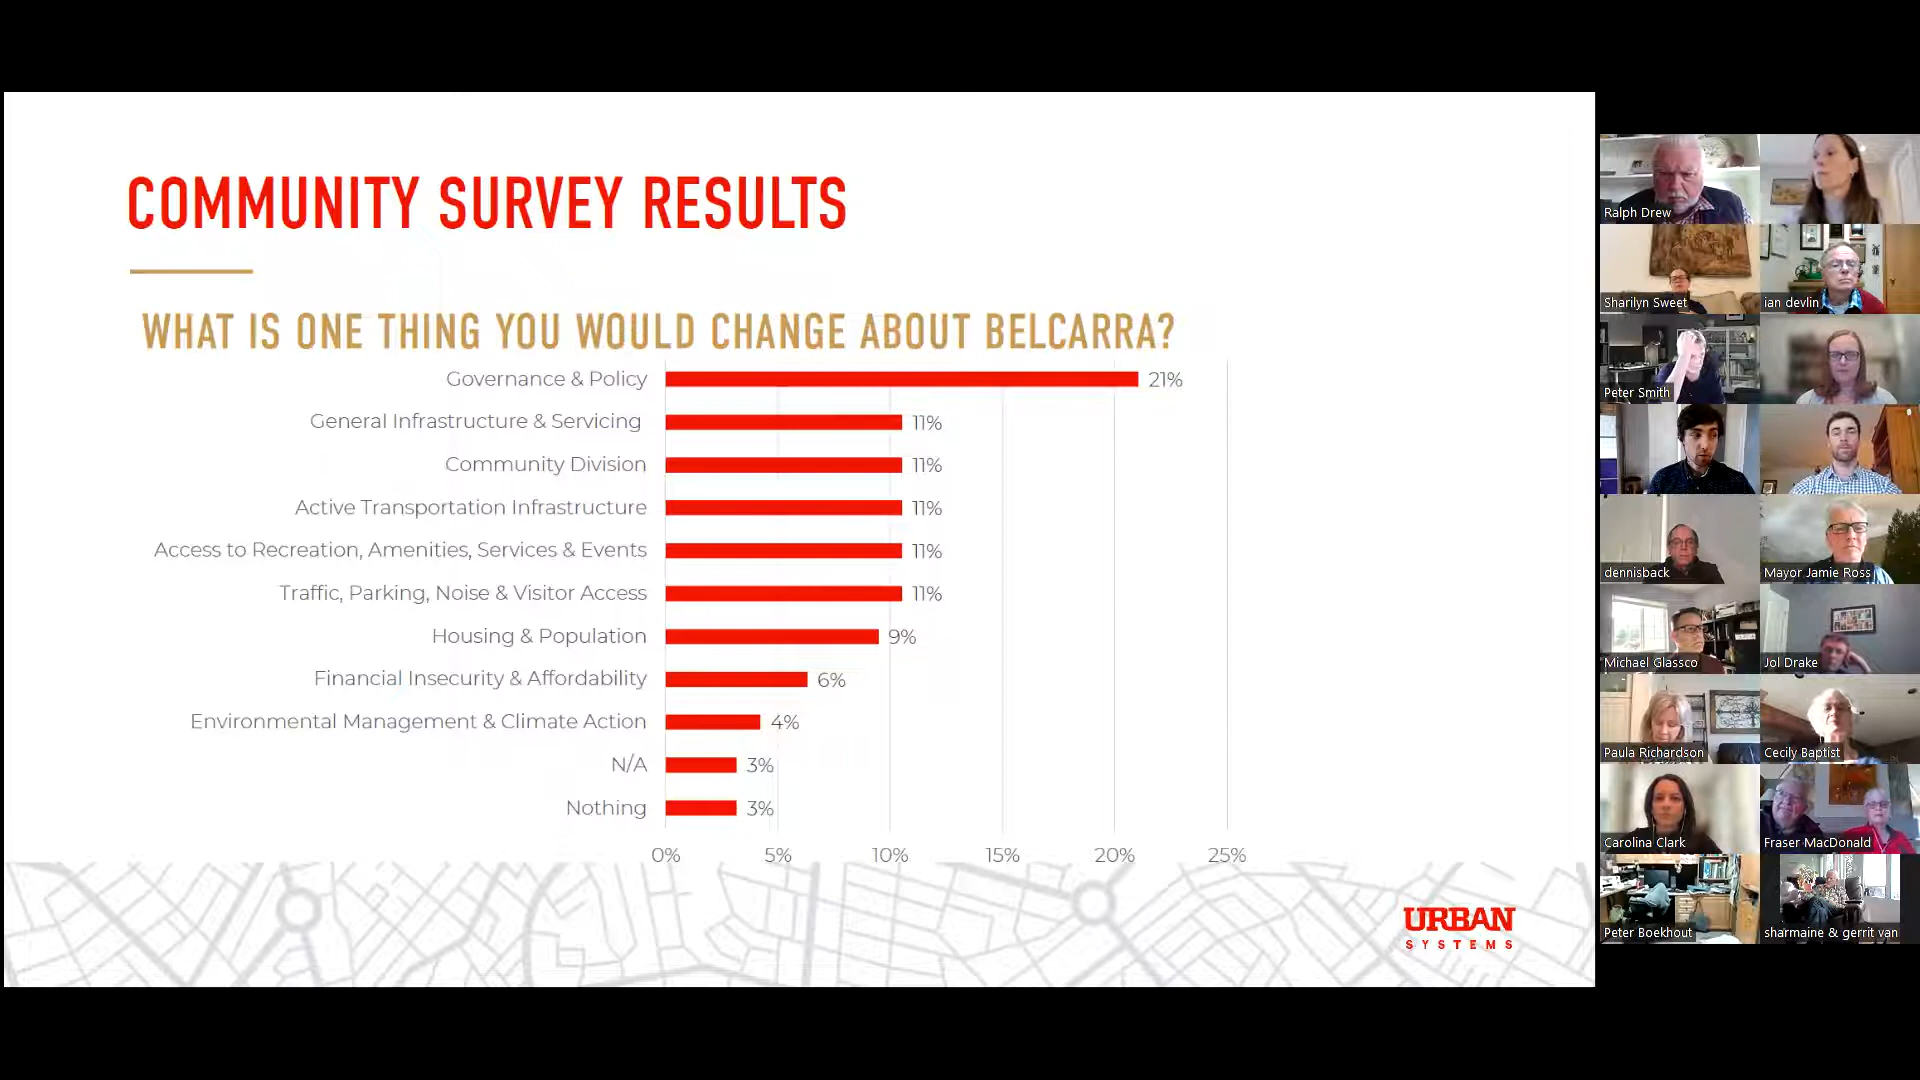 COMMUNITY SURVEY RESULTS
WHAT IS ONE THING YOU WOULD CHANGE ABOUT BELCARRA?
Governance & Policy 21%
General Infrastructure & Servicing 11%
Community Division 11%
Active Transportation Infrastructure 11%
Access to Recreation, Amenities, Services & Events 11%
Traffic, Parking, Noise & Visitor Access 11%
Housing & Population 9%
Financial Insecurity & Affordability 6%
Environmental Management & Climate Action 4%
N/A 3%
Nothing 3%
0% 5% 10% 15% 20% 25%
URBAN
SYSTEMS
Ralph Drew
Sharilyn Sweet
ian devlin
Peter Smith
dennisback
Mayor Jamie Ross
Michael Glassco
Jol Drake
Paula Richardson
Cecily Baptist
Carolina Clark
Fraser MacDonald
Peter Boekhout
sharmaine & gerrit van